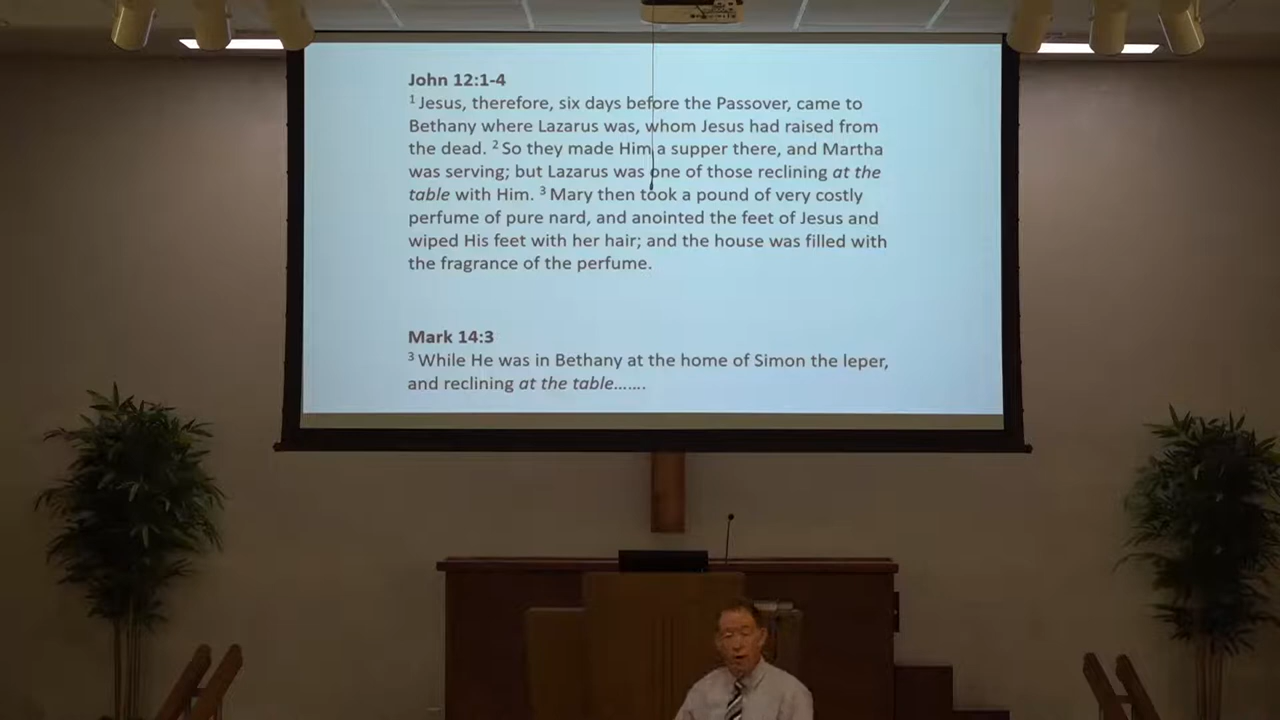 John 12:1-4
1 Jesus, therefore, six days before the Passover, came to
Bethany where Lazarus was, whom Jesus had raised from
the dead. 2 So they made Him a supper there, and Martha
was serving; but Lazarus was one of those reclining at the
table with Him. 3 Mary then took a pound of very costly
perfume of pure nard, and anointed the feet of Jesus and
wiped His feet with her hair; and the house was filled with
the fragrance of the perfume.
Mark 14:3
3 While He was in Bethany at the home of Simon the leper,
and reclining at the table…….